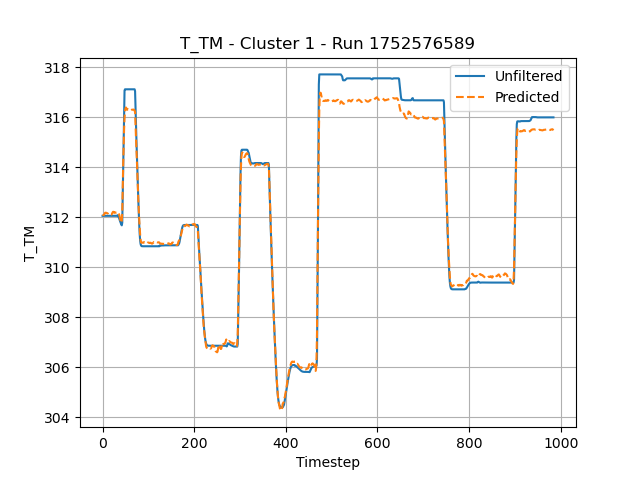 T_TM - Cluster 1 - Run 1752576589
318
316
314
312
310
308
306
304
T_TM
Unfiltered
Predicted
0
200
400
600
800
1000
Timestep